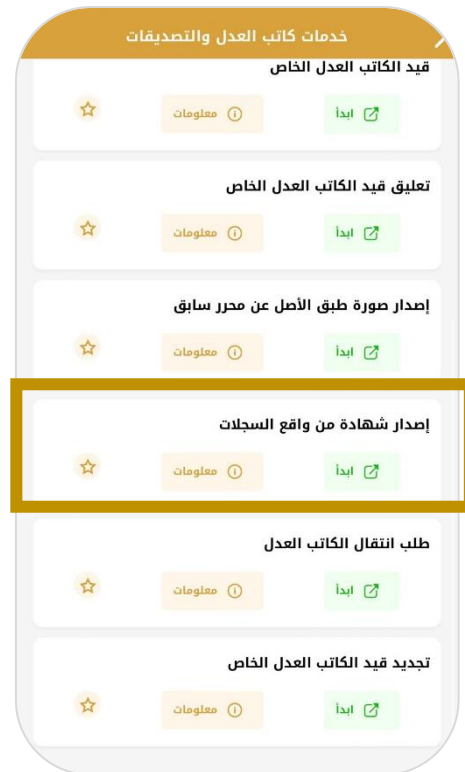 خدمات كاتب العدل والتصديقات
قيد الكاتب العدل الخاص
ابدأ
معلومات
تعليق قيد الكاتب العدل الخاص
ابدأ
معلومات
إصدار صورة طبق الأصل عن محرر سابق
ابدأ
معلومات
إصدار شهادة من واقع السجلات
ابدأ
معلومات
طلب انتقال الكاتب العدل
ابدأ
معلومات
تجديد قيد الكاتب العدل الخاص
ابدأ
معلومات